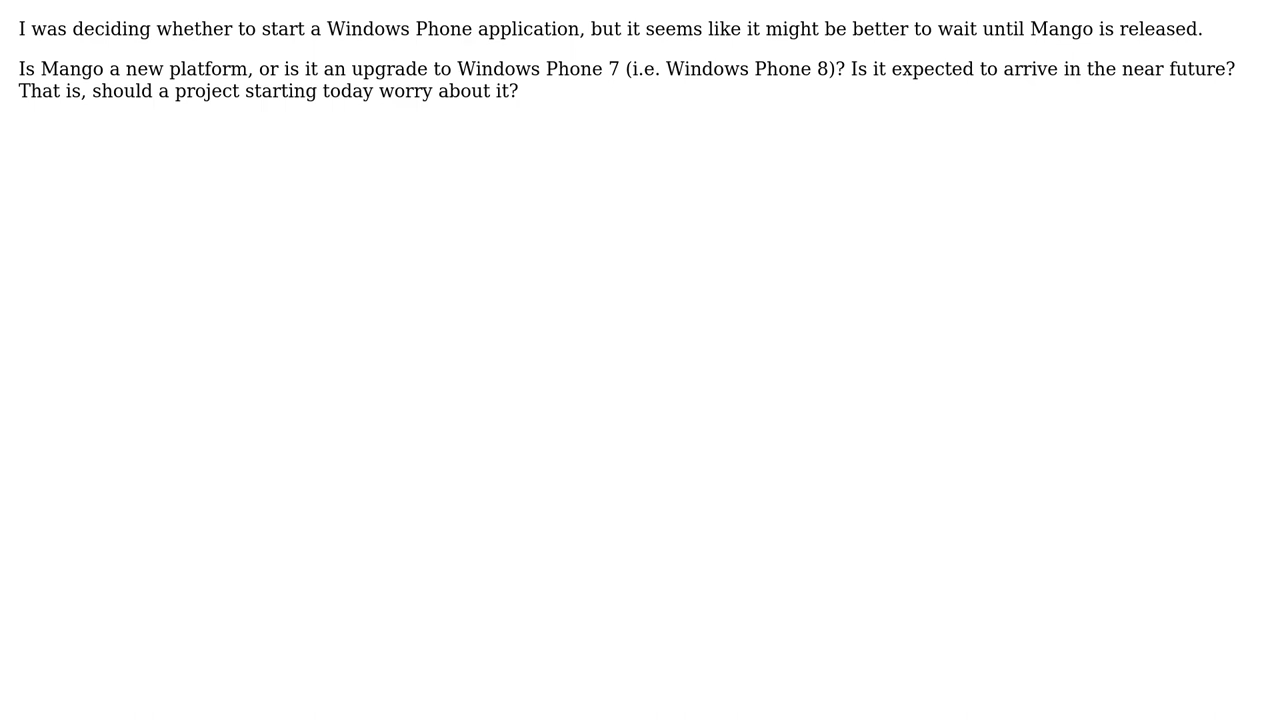 I was deciding whether to start a Windows Phone application, but it seems like it might be better to wait until Mango is released.
Is Mango a new platform, or is it an upgrade to Windows Phone 7 (i.e. Windows Phone 8)? Is it expected to arrive in the near future?
That is, should a project starting today worry about it?